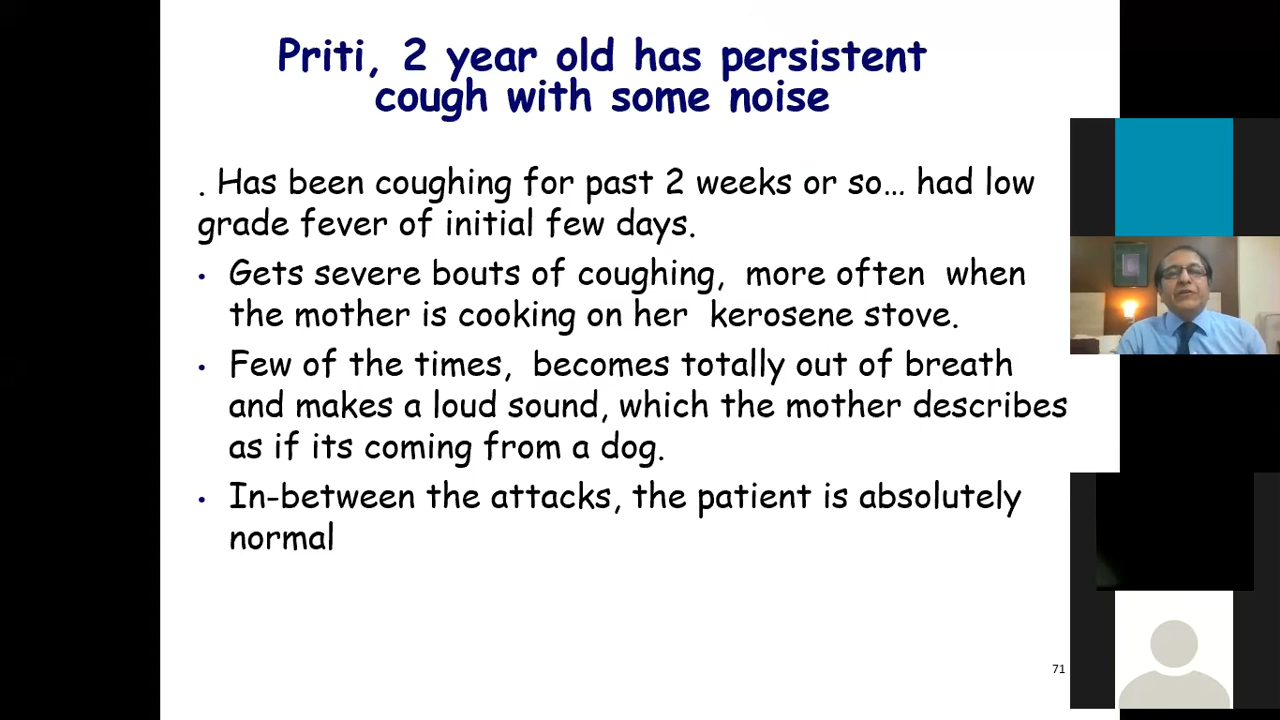 Priti, 2 year old has persistent
cough with some noise
. Has been coughing for past 2 weeks or so… had low
grade fever of initial few days.
• Gets severe bouts of coughing, more often when
the mother is cooking on her kerosene stove.
• Few of the times, becomes totally out of breath
and makes a loud sound, which the mother describes
as if its coming from a dog.
• In-between the attacks, the patient is absolutely
normal
71